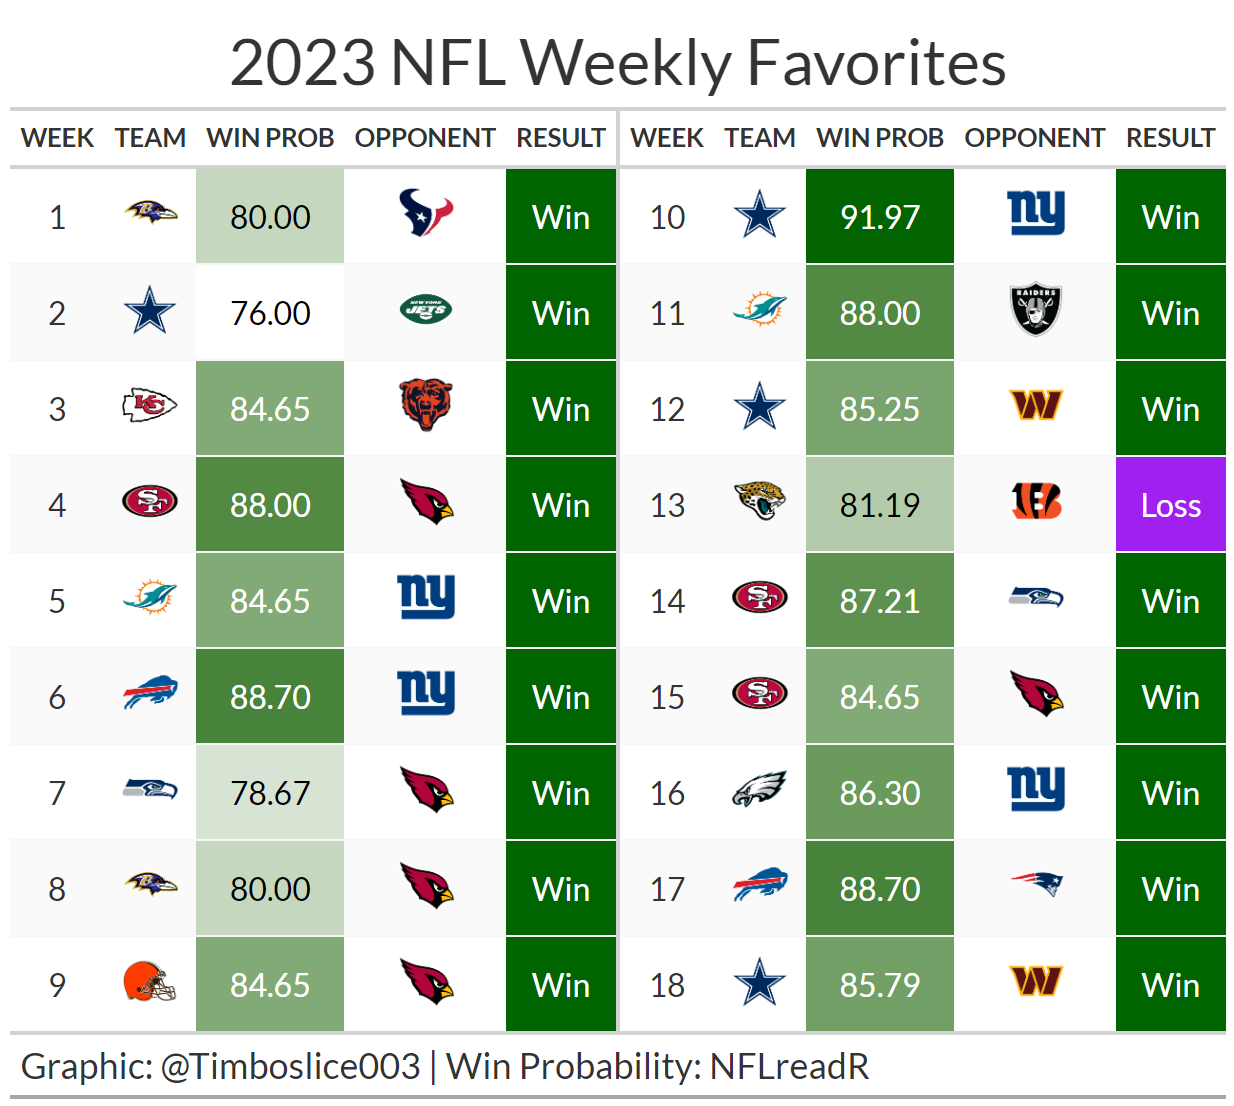 2023 NFL Weekly Favorites
WEEK TEAM WIN PROB OPPONENT RESULT WEEK TEAM WIN PROB OPPONENT RESULT
1 80.00 Win 10 91.97 ny Win
2 76.00 NEW YORK JETS Win 11 88.00 RAIDERS Win
3 KC 84.65 Win 12 85.25 W Win
4 SF 88.00 Win 13 81.19 B Loss
5 84.65 ny Win 14 SF 87.21 Win
6 88.70 ny Win 15 SF 84.65 Win
7 78.67 Win 16 86.30 ny Win
8 80.00 Win 17 88.70 Win
9 84.65 Win 18 85.79 W Win
Graphic: @Timboslice003 | Win Probability: NFLreadR